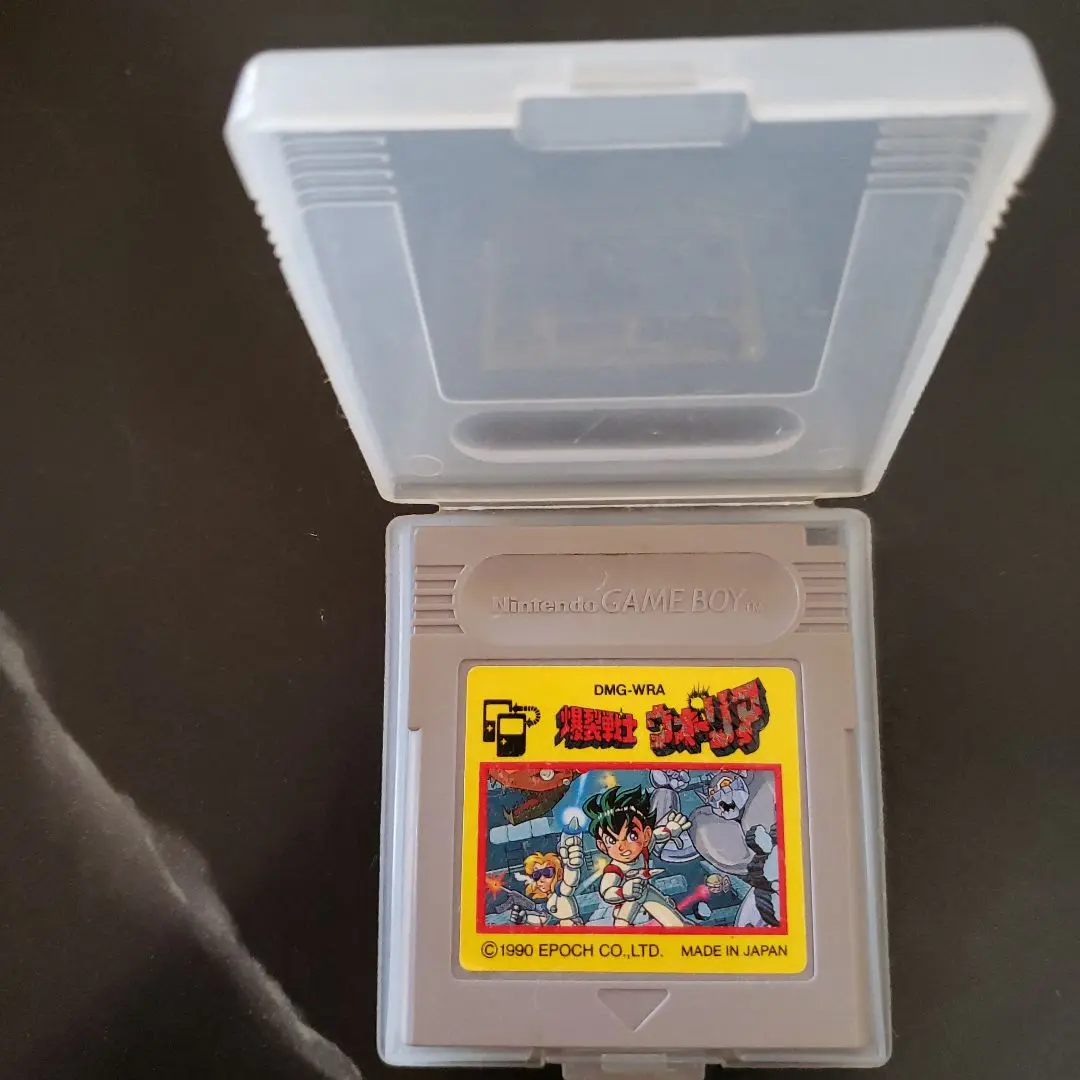 Nintendo GAME BOY TM
DMG-WRA
爆裂戦士 ウォーリア
©1990 EPOCH CO.,LTD. MADE IN JAPAN